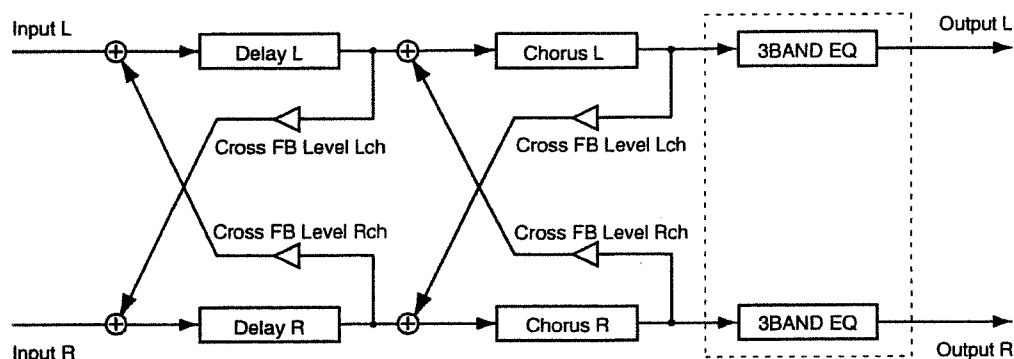 Input L
Output L
Delay L
Chorus L
3BAND EQ
Cross FB Level Lch
Cross FB Level Lch
Cross FB Level Rch
Cross FB Level Rch
Delay R
Chorus R
3BAND EQ
Input R
Output R